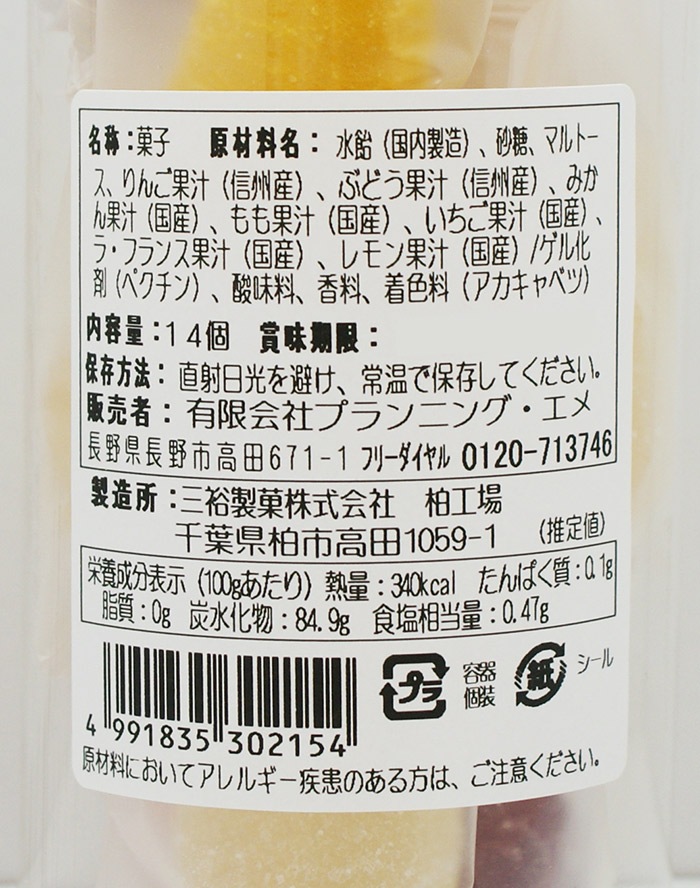 名称：菓子　原材料名：水飴（国内製造）、砂糖、マルトー
ス、りんご果汁（信州産）、ぶどう果汁（信州産）、みか
ん果汁（国産）、もも果汁（国産）、いちご果汁（国産）、
ラ・フランス果汁（国産）、レモン果汁（国産）/ゲル化
剤（ペクチン）、酸味料、香料、着色料（アカキャベツ）
内容量：14個　賞味期限：
保存方法：直射日光を避け、常温で保存してください。
販売者：有限会社プランニング・エメ
長野県長野市高田671-1 フリーダイヤル 0120-713746
製造所：三裕製菓株式会社　柏工場
千葉県柏市高田1059-1　（推定値）
栄養成分表示（100gあたり）熱量：340kcal　たんぱく質：0.1g
脂質：0g　炭水化物：84.9g　食塩相当量：0.47g
プラ 容器 個装 紙 シール
4 991835 302154
原材料においてアレルギー疾患のある方は、ご注意ください。